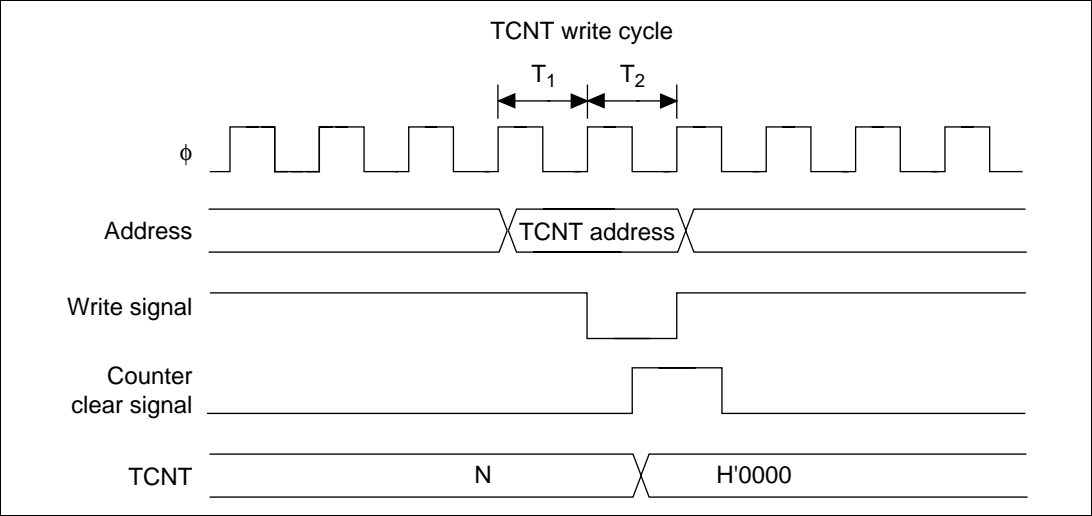 TCNT write cycle
T1 T2
ϕ
Address
TCNT address
Write signal
Counter
clear signal
TCNT
N
H'0000